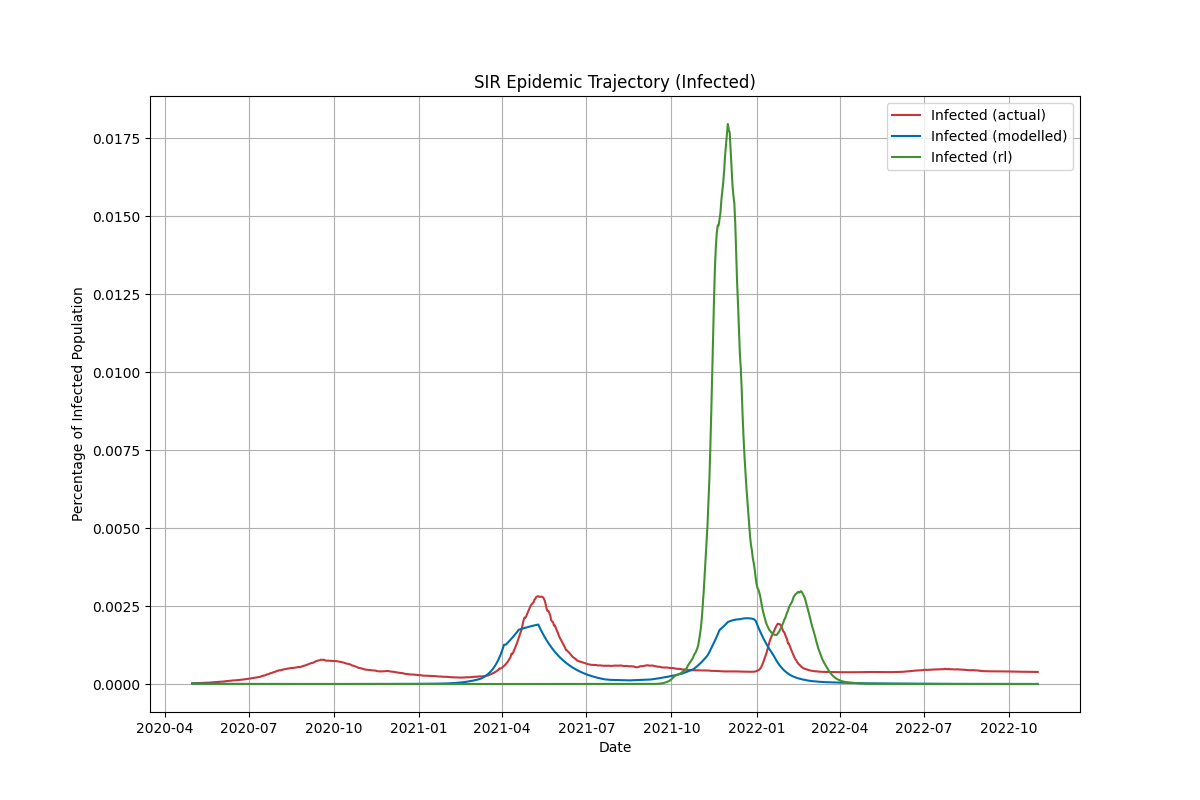 SIR Epidemic Trajectory (Infected)
Infected (actual)
Infected (modelled)
Infected (rl)
Percentage of Infected Population
0.0175
0.0150
0.0125
0.0100
0.0075
0.0050
0.0025
0.0000
2020-04 2020-07 2020-10 2021-01 2021-04 2021-07 2021-10 2022-01 2022-04 2022-07 2022-10
Date